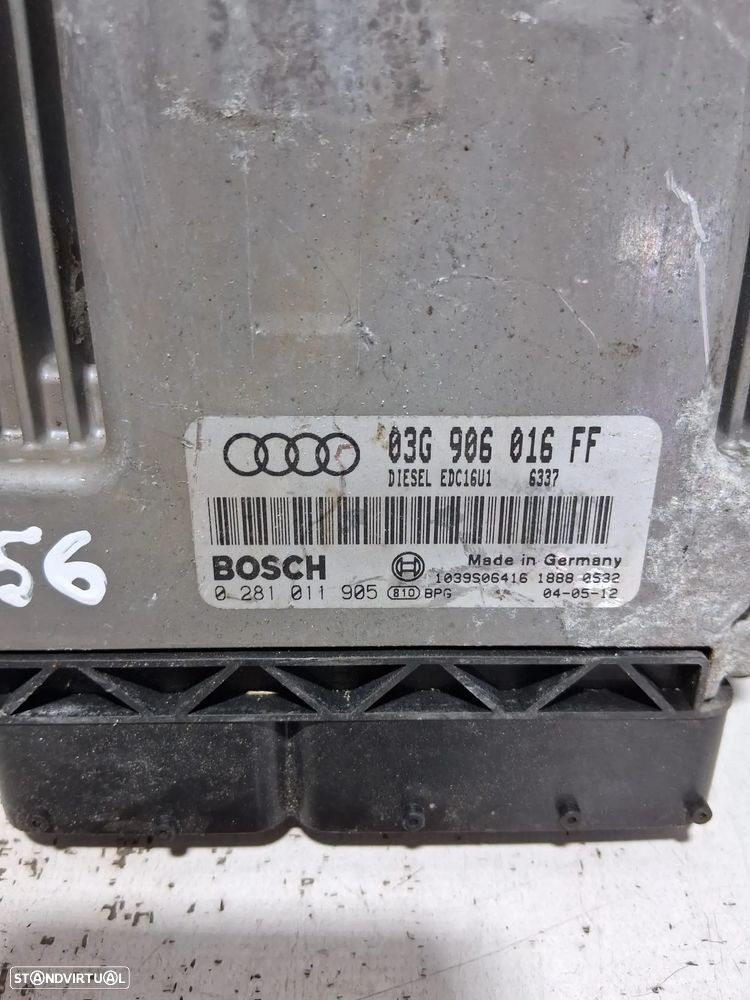 03G 906 016 FF
DIESEL EDC16U1 6337
BOSCH
Made in Germany
1039S06416 1888 0532
0 281 011 905 810 BPG 04-05-12
56
STANDVIRTUAL